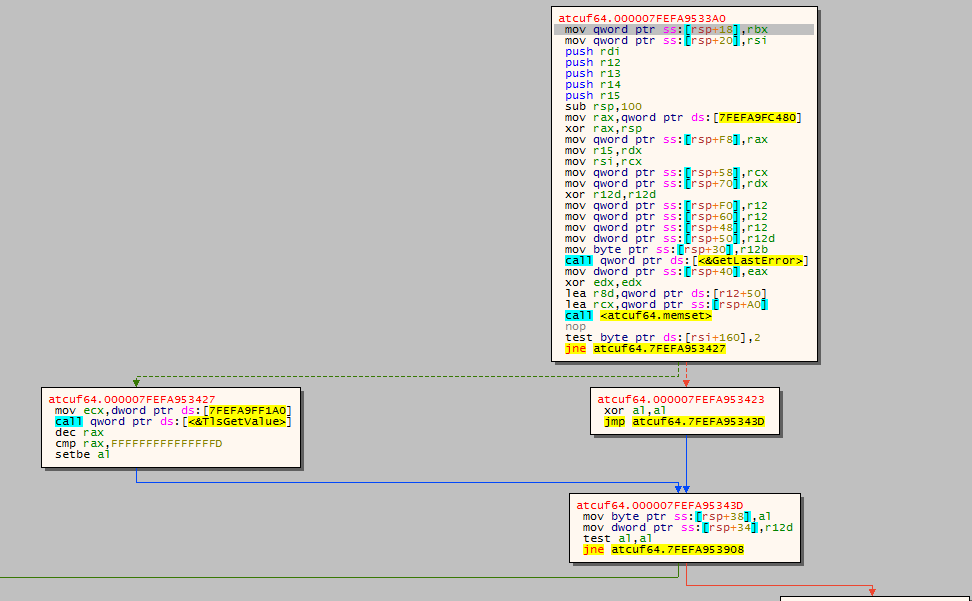 atcuf64.000007FEFA9533A0
mov qword ptr ss:[rsp+18],rbx
mov qword ptr ss:[rsp+20],rsi
push rdi
push r12
push r13
push r14
push r15
sub rsp,100
mov rax,qword ptr ds:[7FEFA9FC480]
xor rax,rsp
mov qword ptr ss:[rsp+F8],rax
mov r15,rdx
mov rsi,rcx
mov qword ptr ss:[rsp+58],rcx
mov qword ptr ss:[rsp+70],rdx
xor r12d,r12d
mov qword ptr ss:[rsp+F0],r12
mov qword ptr ss:[rsp+60],r12
mov qword ptr ss:[rsp+48],r12
mov dword ptr ss:[rsp+50],r12d
mov byte ptr ss:[rsp+30],r12b
call qword ptr ds:[<&GetLastError>]
mov dword ptr ss:[rsp+40],eax
xor edx,edx
lea r8d,qword ptr ds:[r12+50]
lea rcx,qword ptr ss:[rsp+A0]
call <atcuf64.memset>
nop
test byte ptr ds:[rsi+160],2
jne atcuf64.7FEFA953427
atcuf64.000007FEFA953427
mov ecx,dword ptr ds:[7FEFA9FF1A0]
call qword ptr ds:[<&TlsGetValue>]
dec rax
cmp rax,FFFFFFFFFFFFFFFD
setbe al
atcuf64.000007FEFA953423
xor al,al
jmp atcuf64.7FEFA95343D
atcuf64.000007FEFA95343D
mov byte ptr ss:[rsp+38],al
mov dword ptr ss:[rsp+34],r12d
test al,al
jne atcuf64.7FEFA953908